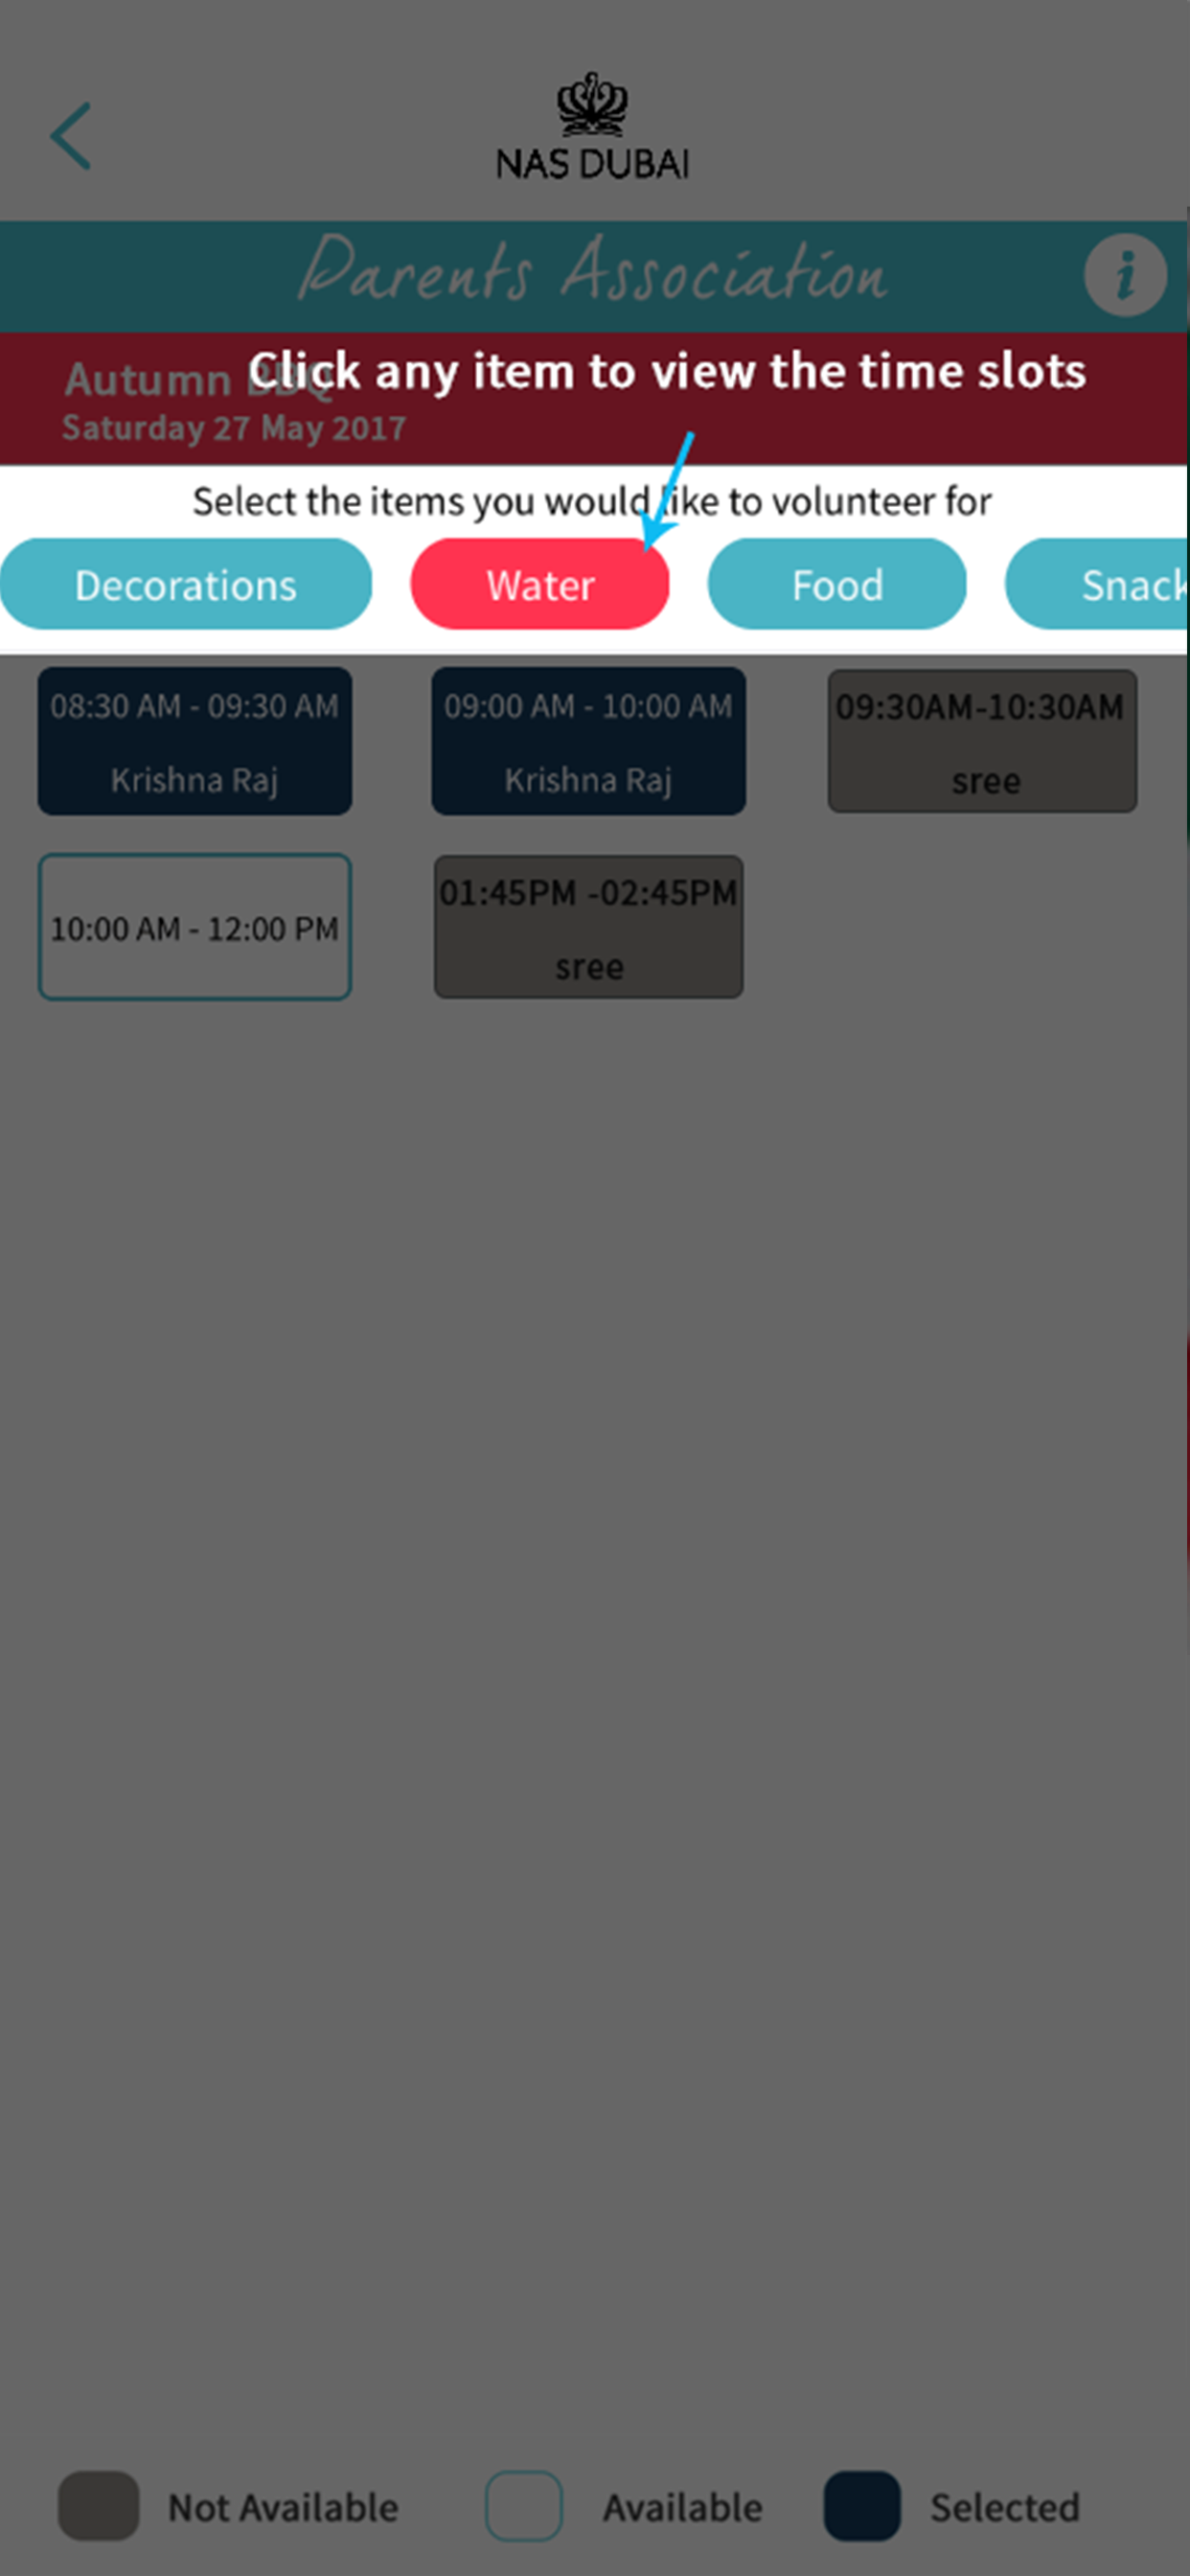 NAS DUBAI
Parents Association
i
Click any item to view the time slots
Autumn BBQ
Saturday 27 May 2017
Select the items you would like to volunteer for
Decorations Water Food Snack
08:30 AM - 09:30 AM 09:00 AM - 10:00 AM 09:30AM-10:30AM
Krishna Raj Krishna Raj sree
10:00 AM - 12:00 PM 01:45PM -02:45PM
sree
Not Available Available Selected